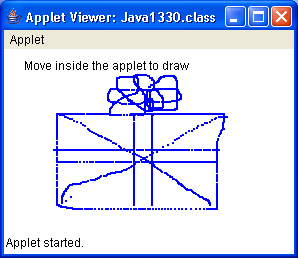 Applet Viewer: Java1330.class
Applet
Move inside the applet to draw
Applet started.